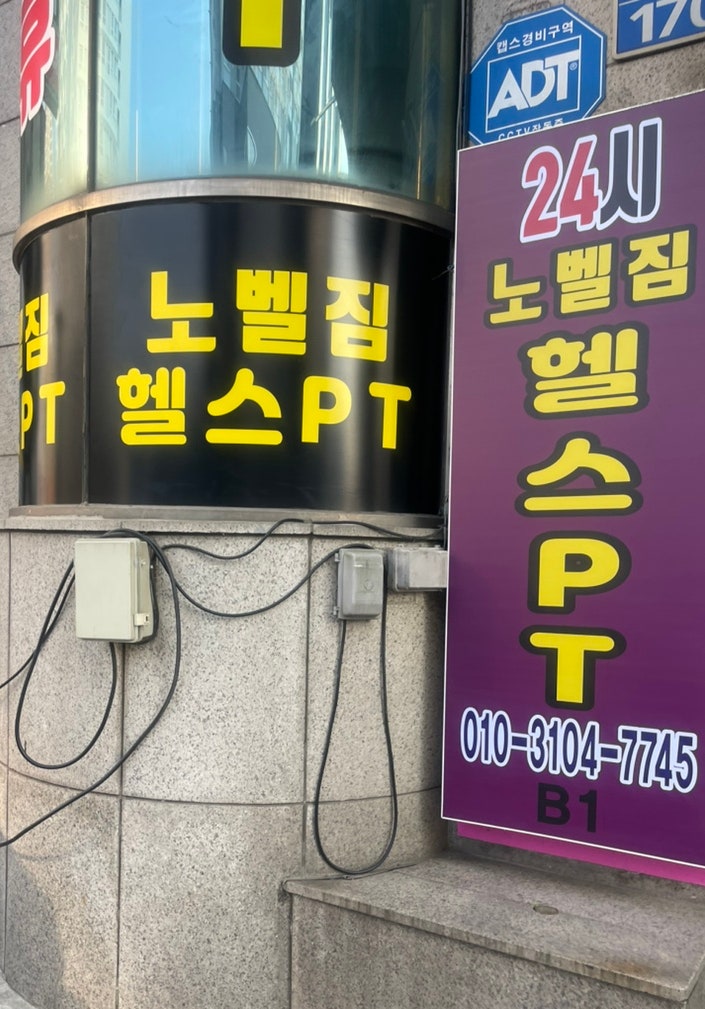 캡스경비구역
ADT
CCTV작동중
170
24시
노벨짐
헬
스
P
T
010-3104-7745
B1
노벨짐
헬스PT
짐
PT
T